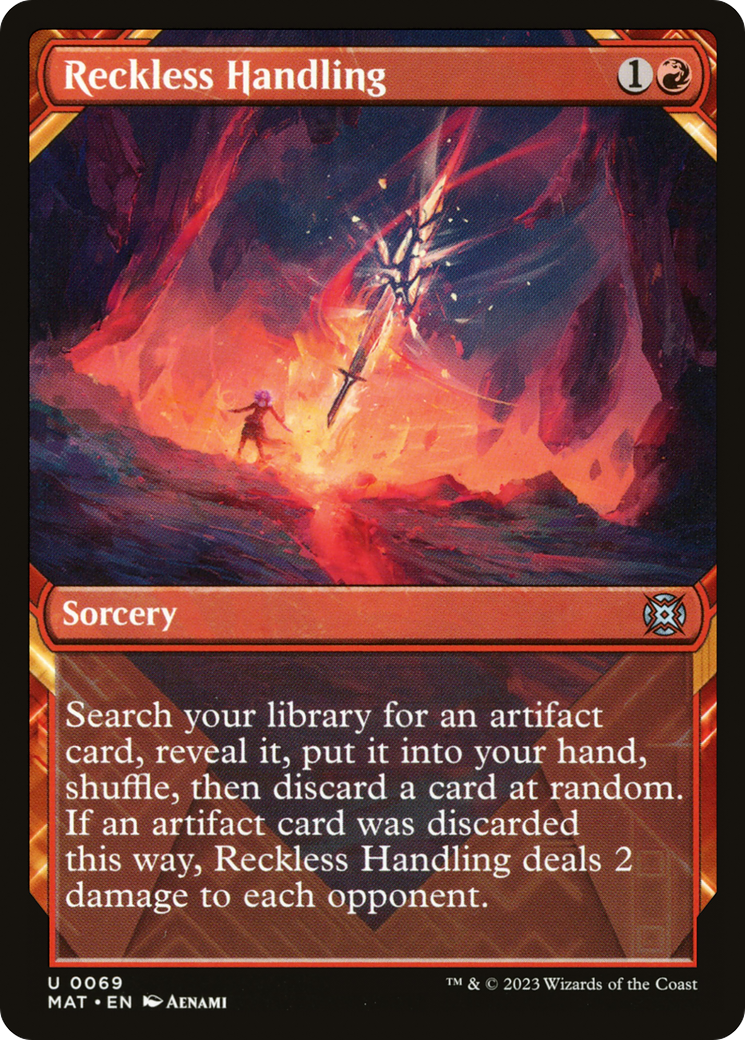 Reckless Handling 1
Sorcery
Search your library for an artifact
card, reveal it, put it into your hand,
shuffle, then discard a card at random.
If an artifact card was discarded
this way, Reckless Handling deals 2
damage to each opponent.
U 0069
MAT • EN AENAMI
™ & © 2023 Wizards of the Coast